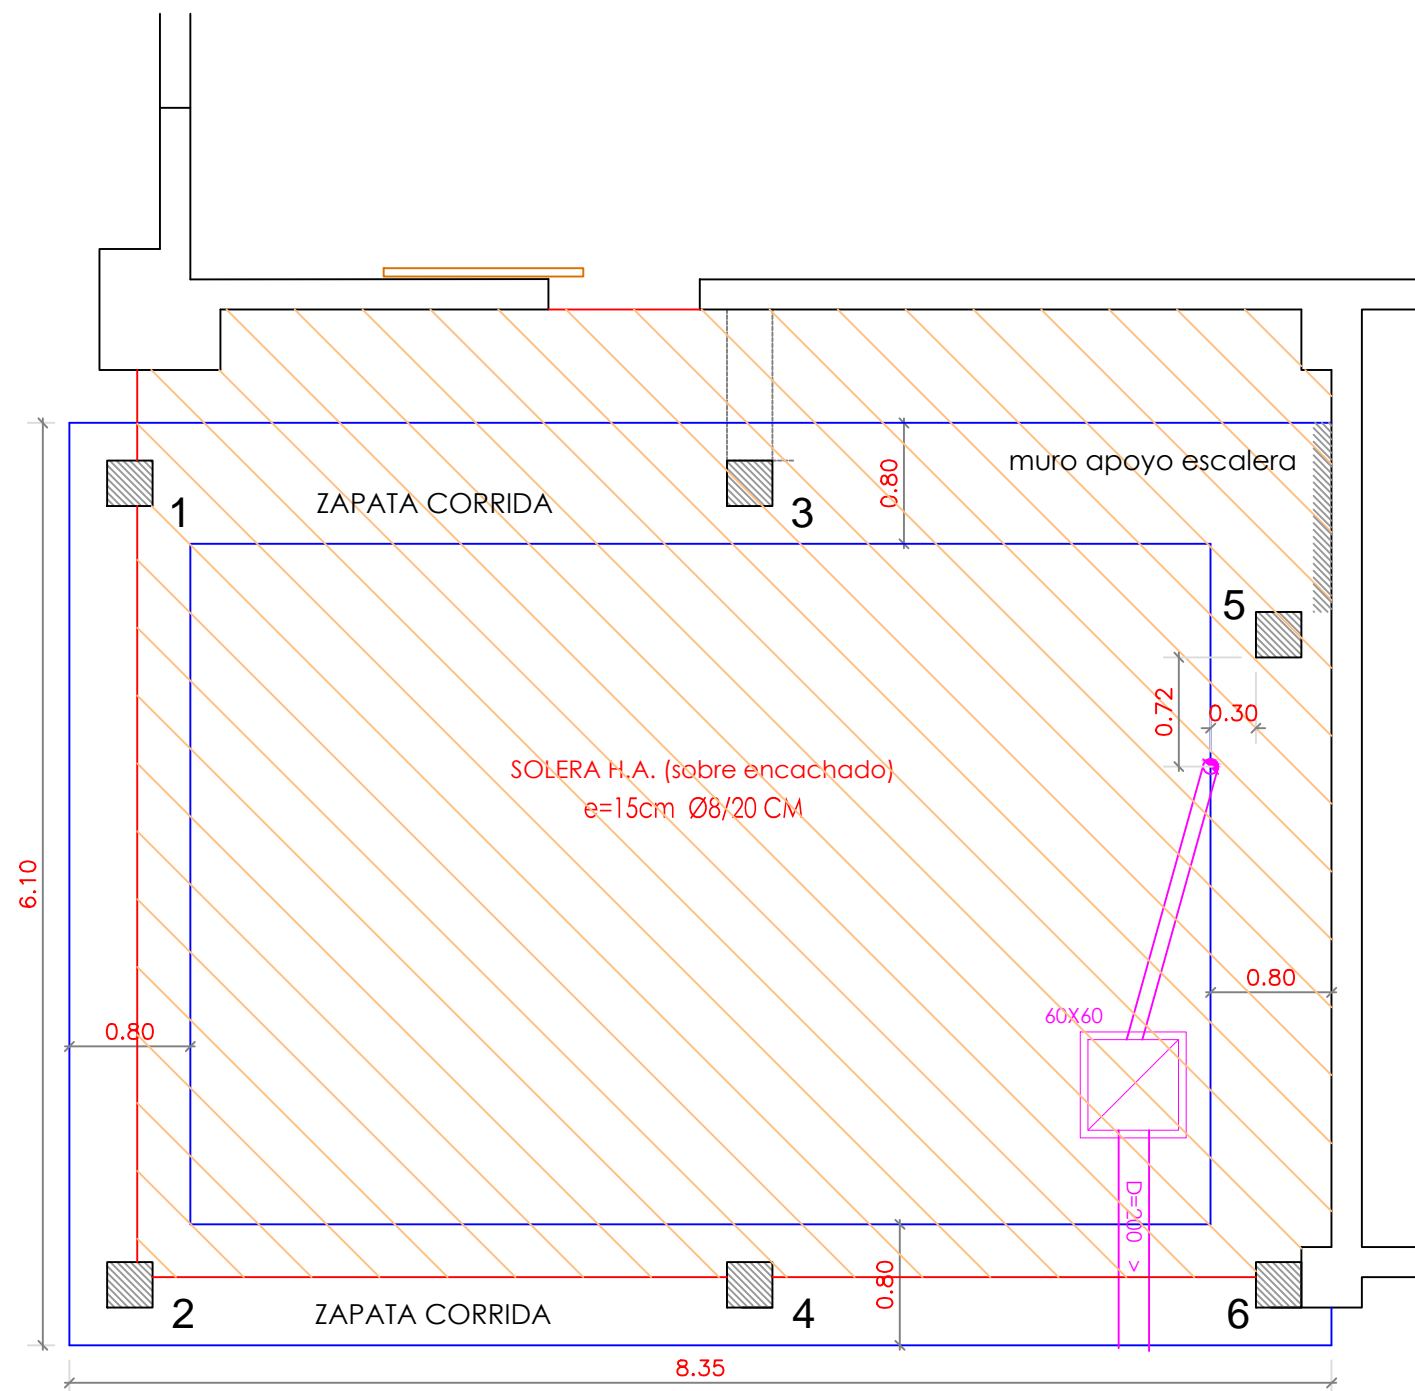 0.80
muro apoyo escalera
ZAPATA CORRIDA
1
3
5
0.72
0.30
SOLERA H.A. (sobre encachado)
e=15cm Ø8/20 CM
6.10
0.80
0.80
60X60
D=200 >
0.80
2
ZAPATA CORRIDA
4
6
8.35